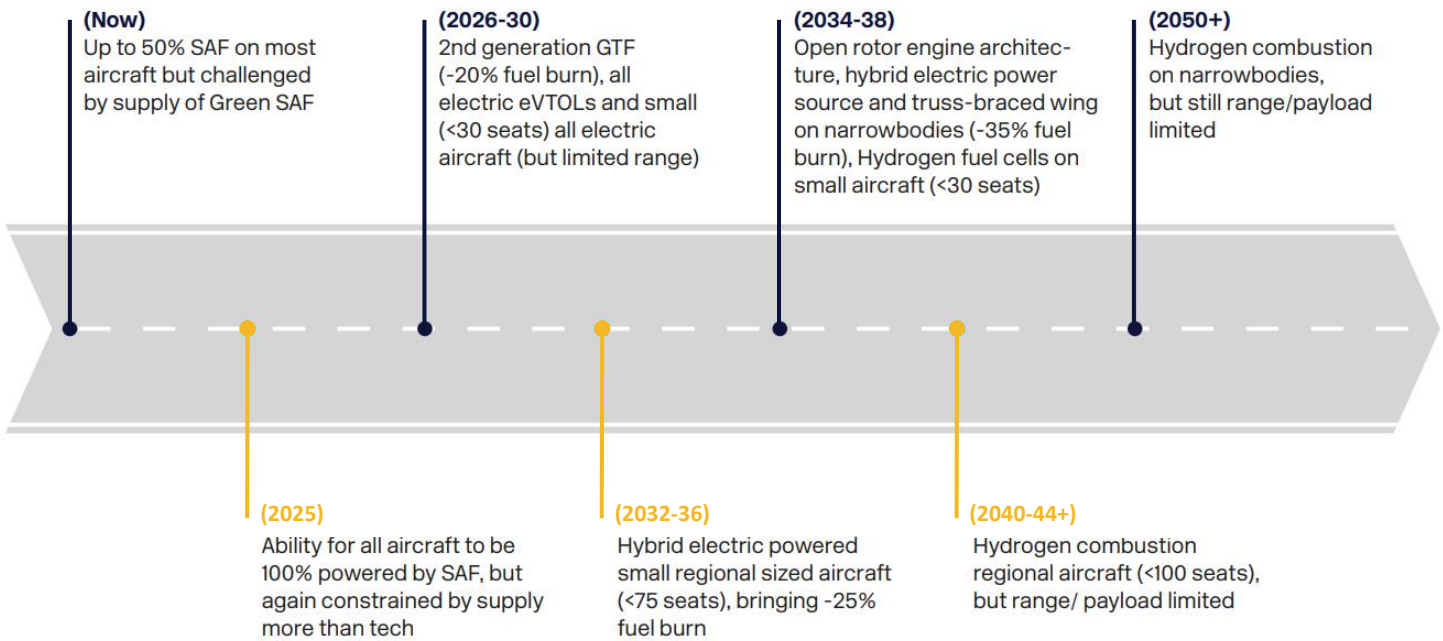 (Now)
Up to 50% SAF on most
aircraft but challenged
by supply of Green SAF
(2026-30)
2nd generation GTF
(-20% fuel burn), all
electric eVTOLs and small
(<30 seats) all electric
aircraft (but limited range)
(2034-38)
Open rotor engine architec-
ture, hybrid electric power
source and truss-braced wing
on narrowbodies (-35% fuel
burn), Hydrogen fuel cells on
small aircraft (<30 seats)
(2050+)
Hydrogen combustion
on narrowbodies,
but still range/payload
limited
(2025)
Ability for all aircraft to be
100% powered by SAF, but
again constrained by supply
more than tech
(2032-36)
Hybrid electric powered
small regional sized aircraft
(<75 seats), bringing -25%
fuel burn
(2040-44+)
Hydrogen combustion
regional aircraft (<100 seats),
but range/ payload limited